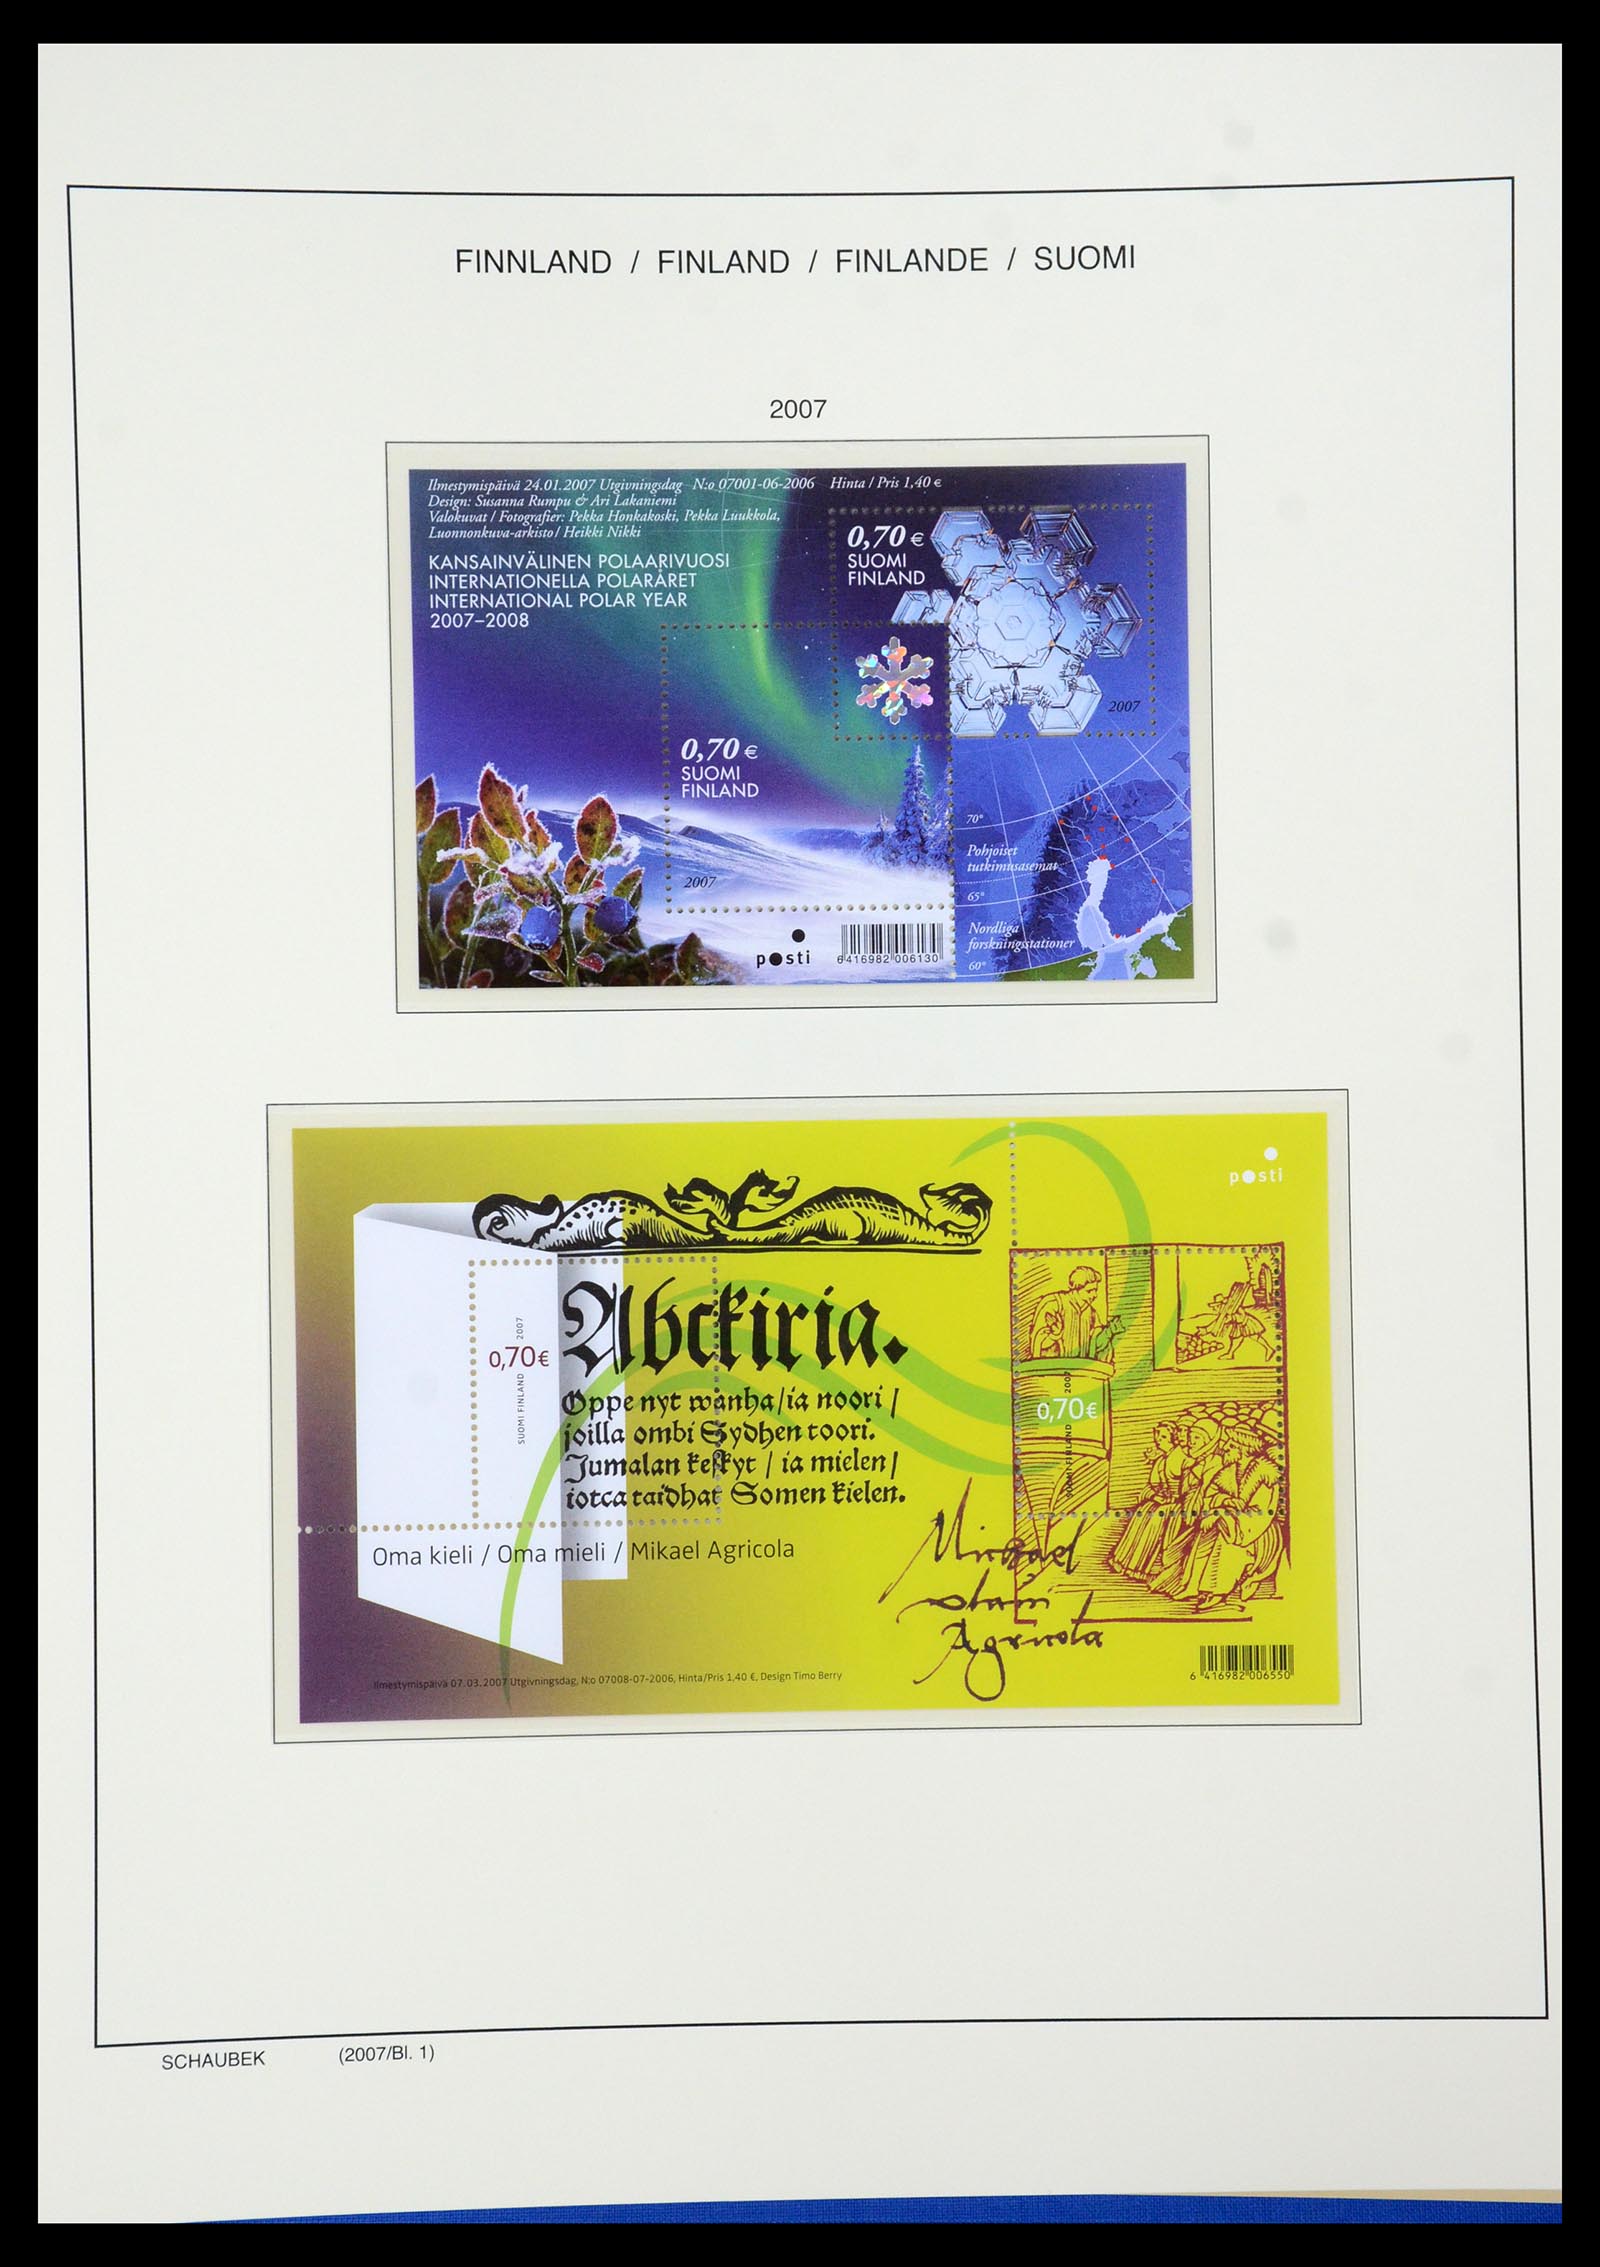 FINNLAND / FINLAND / FINLANDE / SUOMI
2007
Ilmestymispäivä 24.01.2007 Utgivningsdag N:o 07001-06-2006 Hinta / Pris 1,40 €
Design: Susanna Rumpu & Ari Lakaniemi
Valokuvat / Fotografier: Pekka Honkakoski, Pekka Luukkola,
Luonnonkuva-arkisto / Heikki Nikki
KANSAINVÄLINEN POLAARIVUOSI
INTERNATIONELLA POLARÅRET
INTERNATIONAL POLAR YEAR
2007–2008
0,70 €
SUOMI
FINLAND
2007
0,70 €
SUOMI
FINLAND
2007
70°
Pohjoiset
tutkimusasemat
65°
Nordliga
forskningsstationer
60°
posti
6 416982 006130
posti
Abckiria.
Oppe nyt wanha/ia noori/
joilla ombi Sydhen toori.
Jumalan keskyt / ia mielen/
iotca taidhat Somen kielen.
0,70€
SUOMI FINLAND 2007
0,70€
SUOMI FINLAND 2007
Oma kieli / Oma mieli / Mikael Agricola
Michael
Agricola
Ilmestymispäivä 07.03.2007 Utgivningsdag, N:o 07008-07-2006, Hinta/Pris 1,40 €, Design Timo Berry
6 416982 006550
SCHAUBEK (2007/Bl. 1)